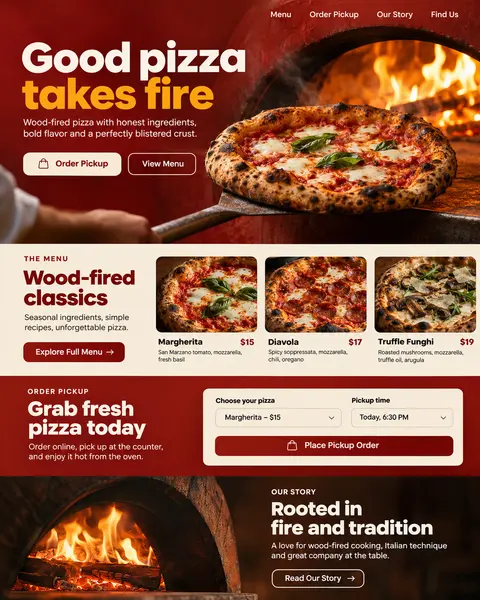 Menu Order Pickup Our Story Find Us
Good pizza
takes fire
Wood-fired pizza with honest ingredients,
bold flavor and a perfectly blistered crust.
Order Pickup View Menu
THE MENU
Wood-fired
classics
Seasonal ingredients, simple
recipes, unforgettable pizza.
Explore Full Menu →
Margherita $15
San Marzano tomato, mozzarella,
fresh basil
Diavola $17
Spicy soppressata, mozzarella,
chili, oregano
Truffle Funghi $19
Roasted mushrooms, mozzarella,
truffle oil, arugula
ORDER PICKUP
Grab fresh
pizza today
Order online, pick up at the counter,
and enjoy it hot from the oven.
Choose your pizza Pickup time
Margherita – $15 Today, 6:30 PM
Place Pickup Order
OUR STORY
Rooted in
fire and tradition
A love for wood-fired cooking, Italian technique
and great company at the table.
Read Our Story →